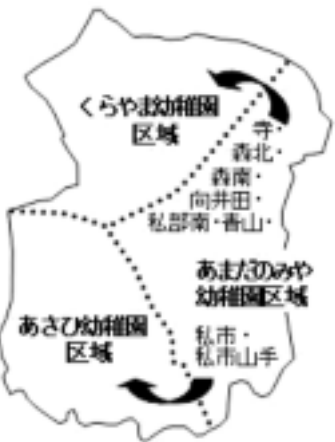 くらやま幼稚園
区域
寺・
森北・
森南・
向井田・
私部南・青山・
あまだのみや
幼稚園区域
あさひ幼稚園
区域
私市・
私市山手